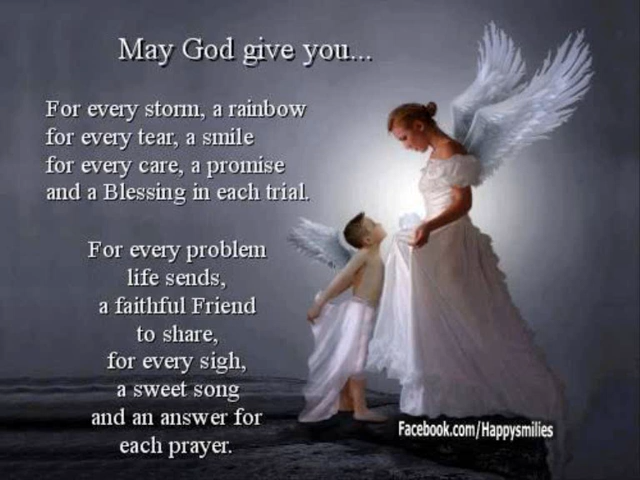 May God give you...
For every storm, a rainbow
for every tear, a smile
for every care, a promise
and a Blessing in each trial.
For every problem
life sends,
a faithful Friend
to share,
for every sigh,
a sweet song
and an answer for
each prayer.
Facebook.com/Happysmilies